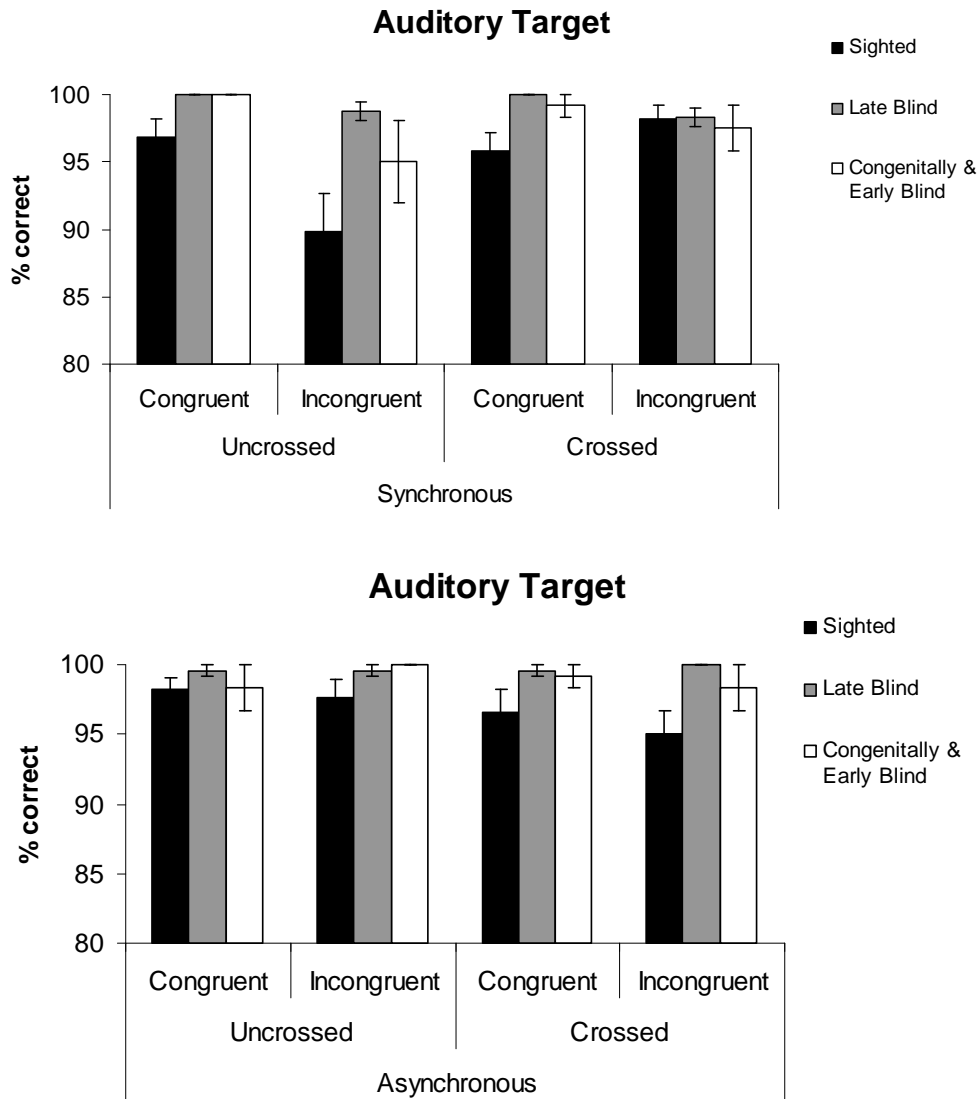 Auditory Target
Sighted
Late Blind
Congenitally &
Early Blind
% correct
100
95
90
85
80
Congruent Incongruent Congruent Incongruent
Uncrossed Crossed
Synchronous
Auditory Target
Sighted
Late Blind
Congenitally &
Early Blind
% correct
100
95
90
85
80
Congruent Incongruent Congruent Incongruent
Uncrossed Crossed
Asynchronous